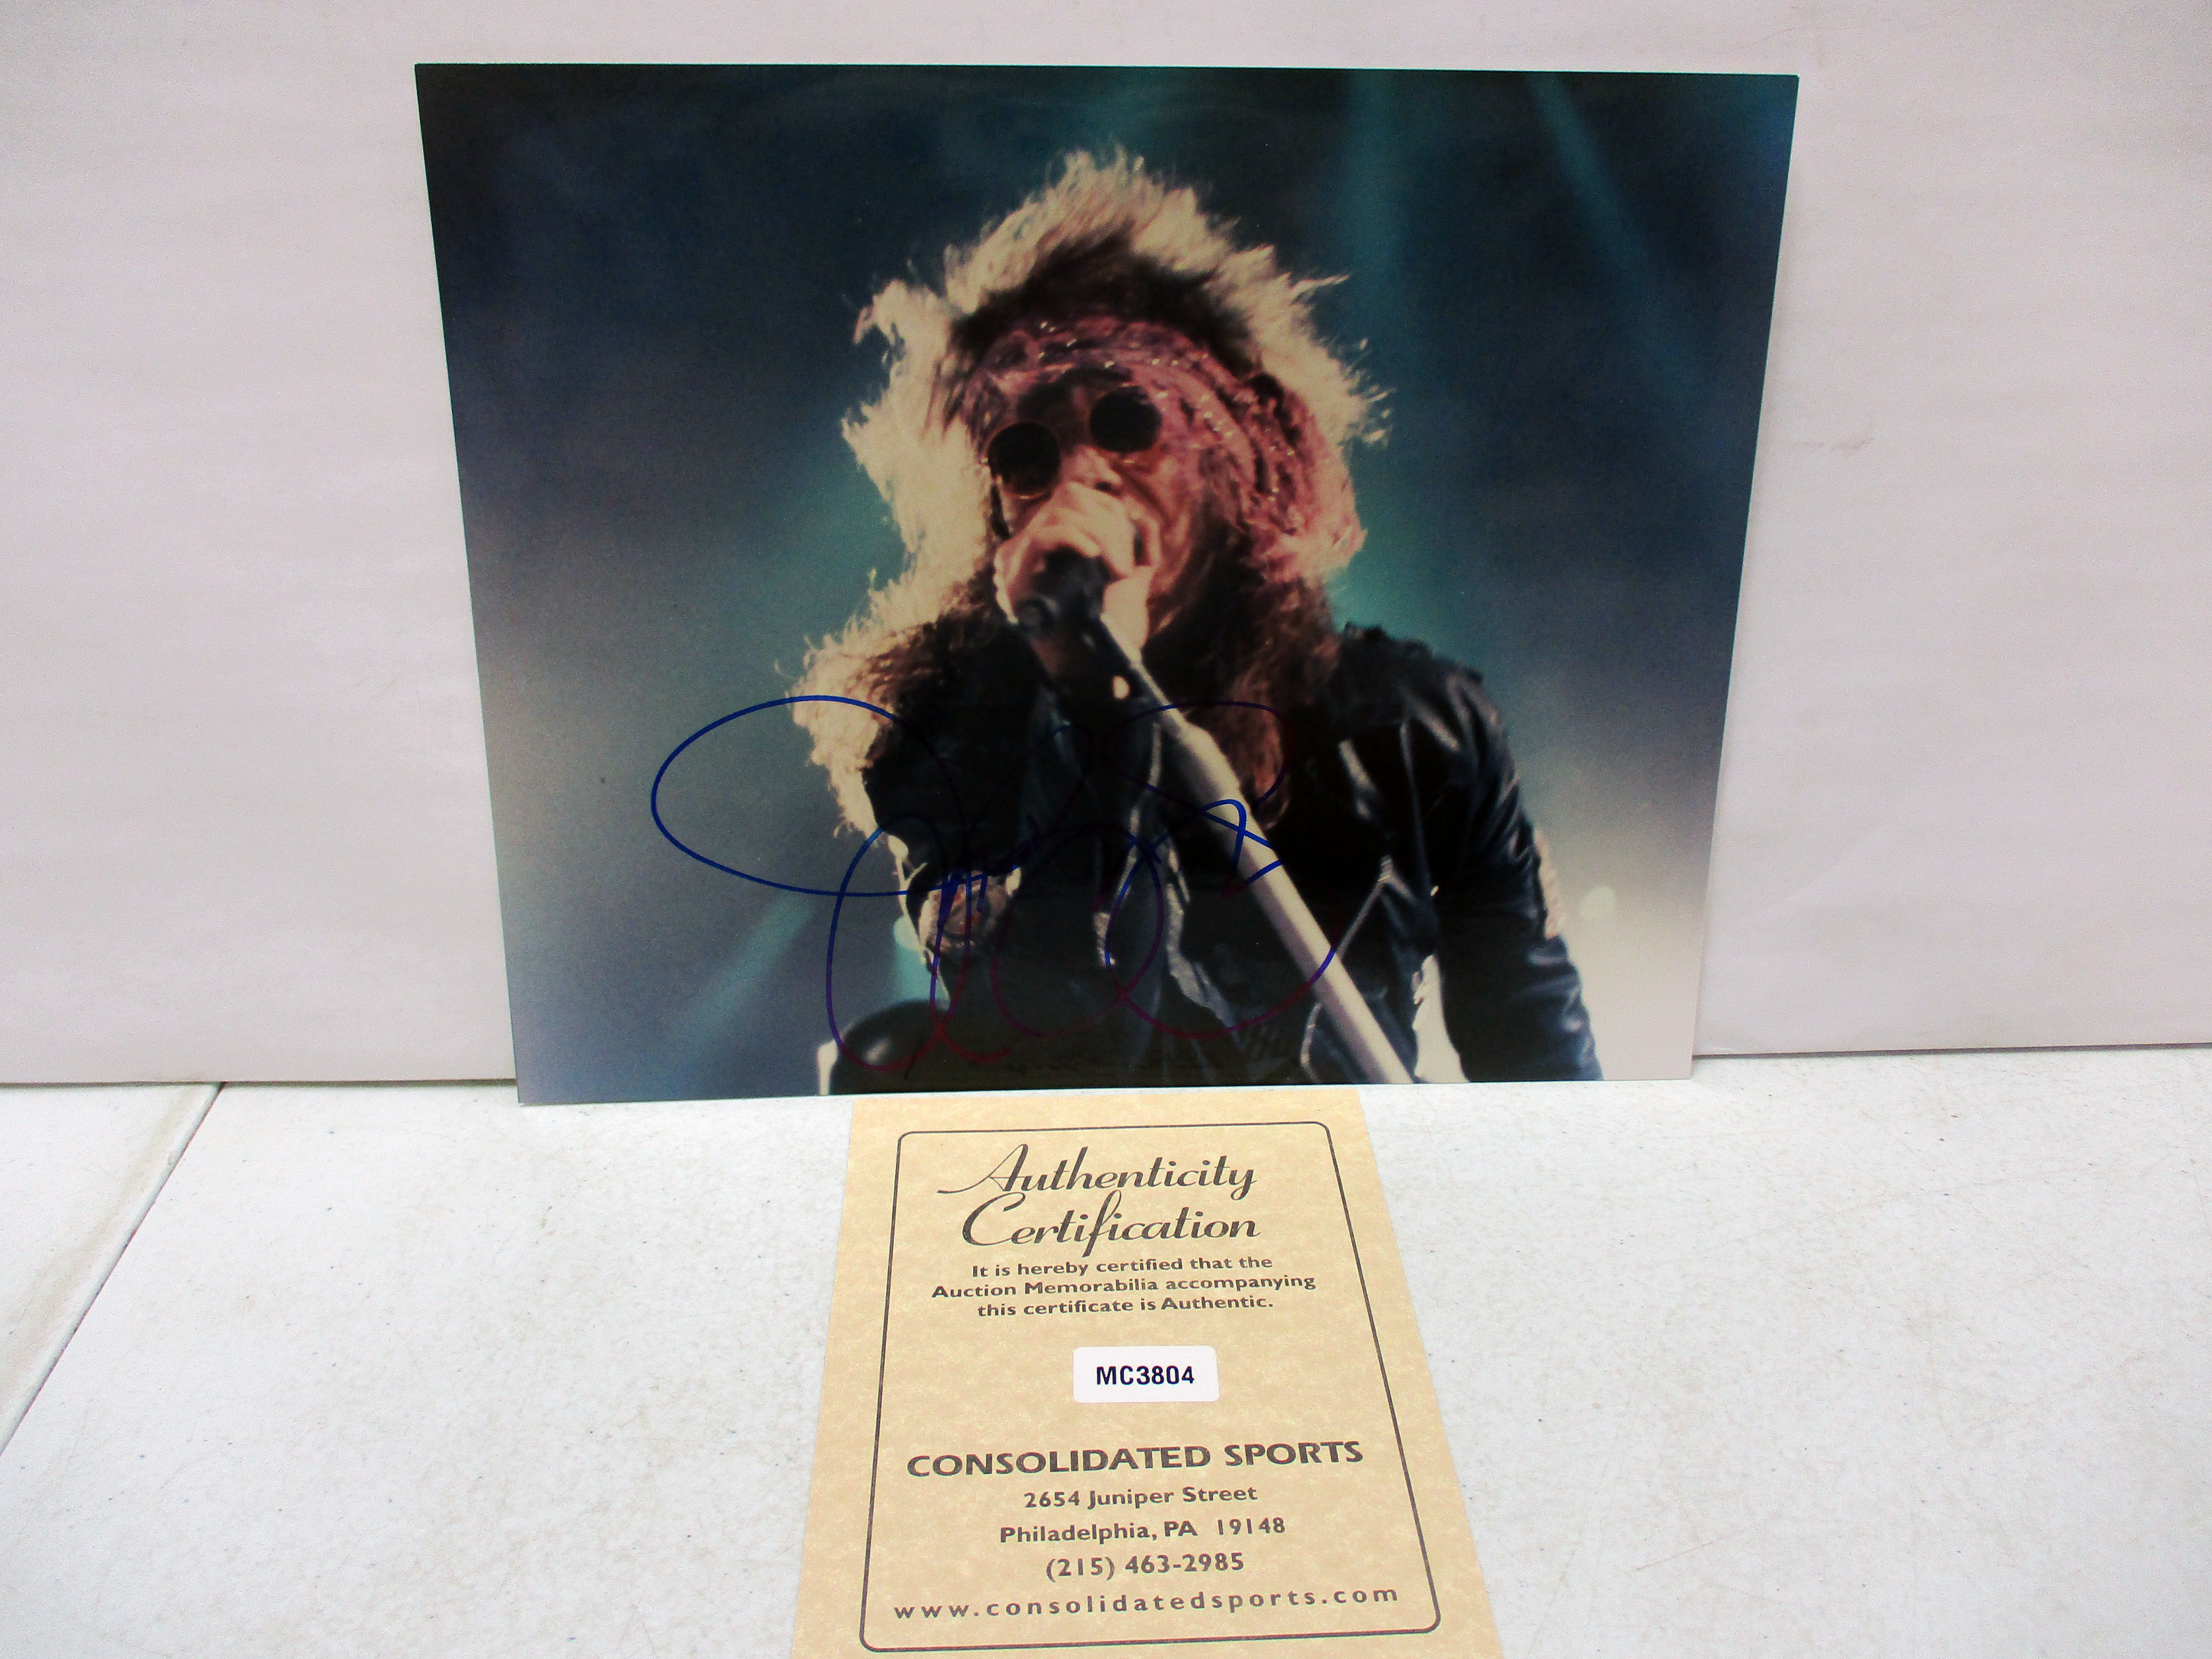 Authenticity
Certification
It is hereby certified that the
Auction Memorabilia accompanying
this certificate is Authentic.
MC3804
CONSOLIDATED SPORTS
2654 Juniper Street
Philadelphia, PA 19148
(215) 463-2985
www.consolidatedsports.com